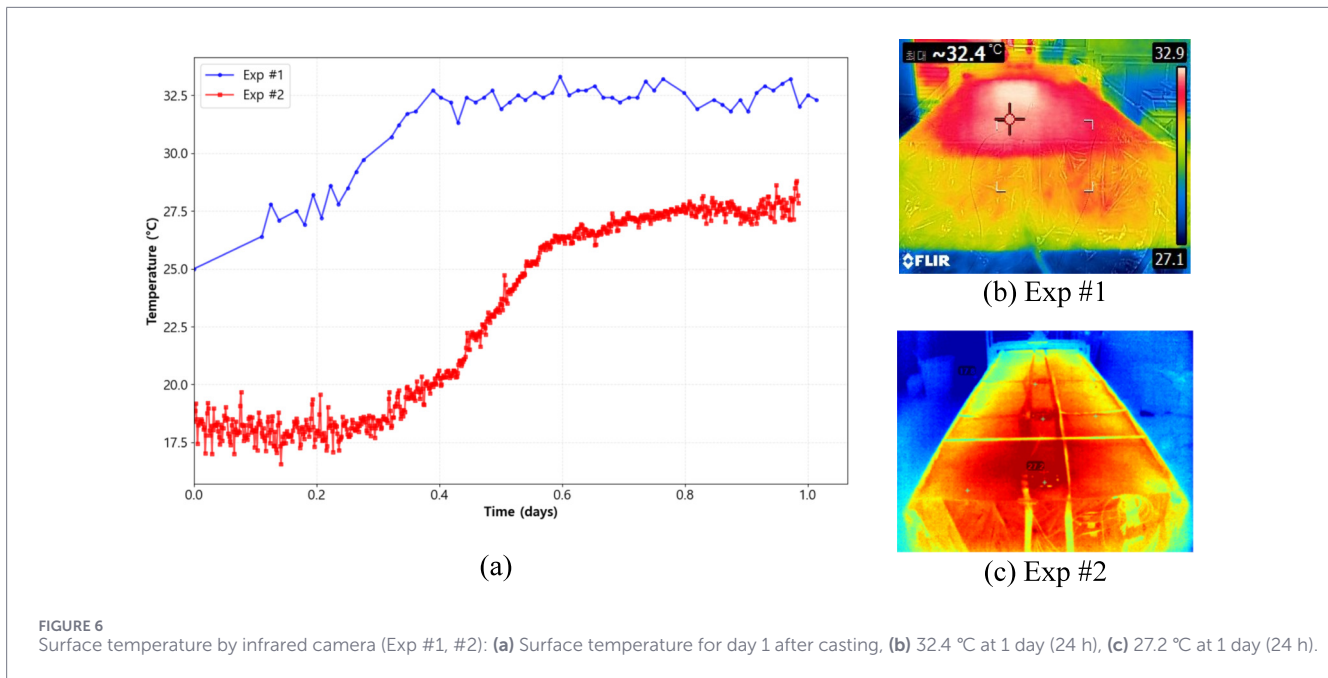 Exp #1
Exp #2
32.5
30.0
27.5
25.0
22.5
20.0
17.5
Temperature (°C)
0.0
0.2
0.4
0.6
0.8
1.0
Time (days)
(a)
최대 ~32.4 °C
32.9
27.1
FLIR
(b) Exp #1
(c) Exp #2
FIGURE 6
Surface temperature by infrared camera (Exp #1, #2): (a) Surface temperature for day 1 after casting, (b) 32.4 °C at 1 day (24 h), (c) 27.2 °C at 1 day (24 h).